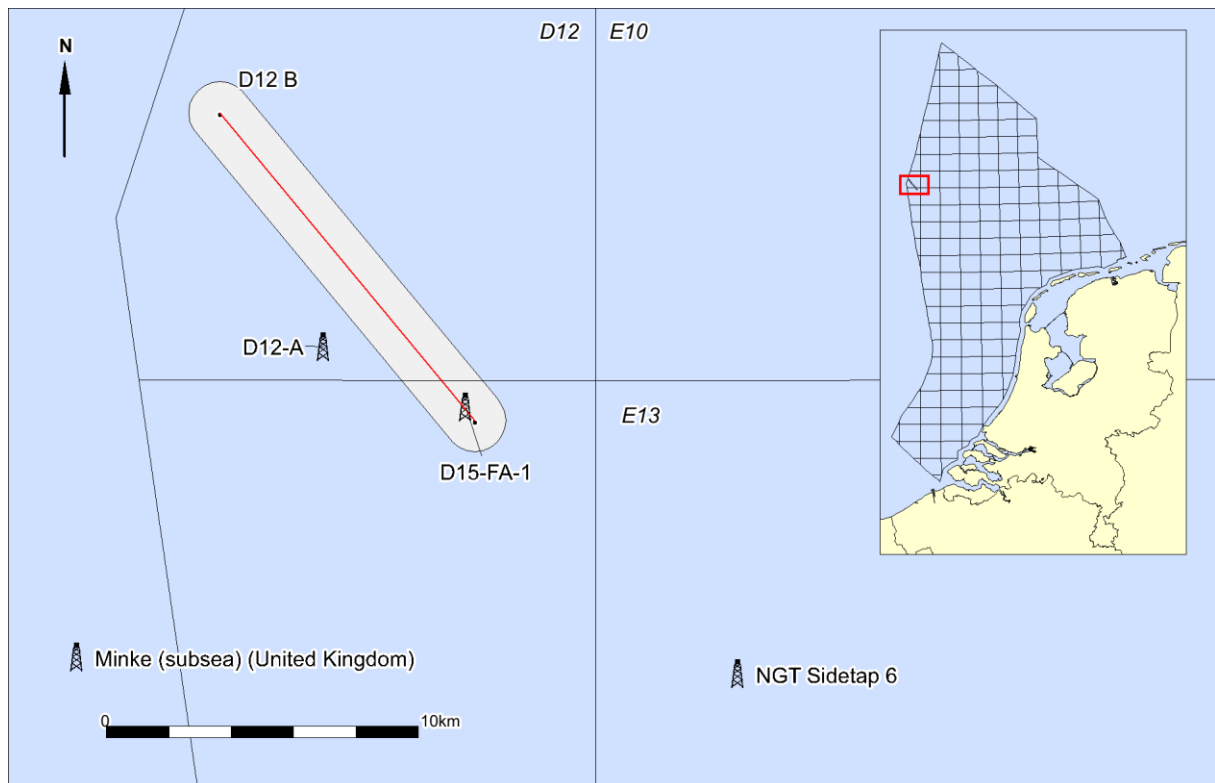 D12
E10
N
D12 B
D12-A
E13
D15-FA-1
Minke (subsea) (United Kingdom)
NGT Sidetap 6
0
10km